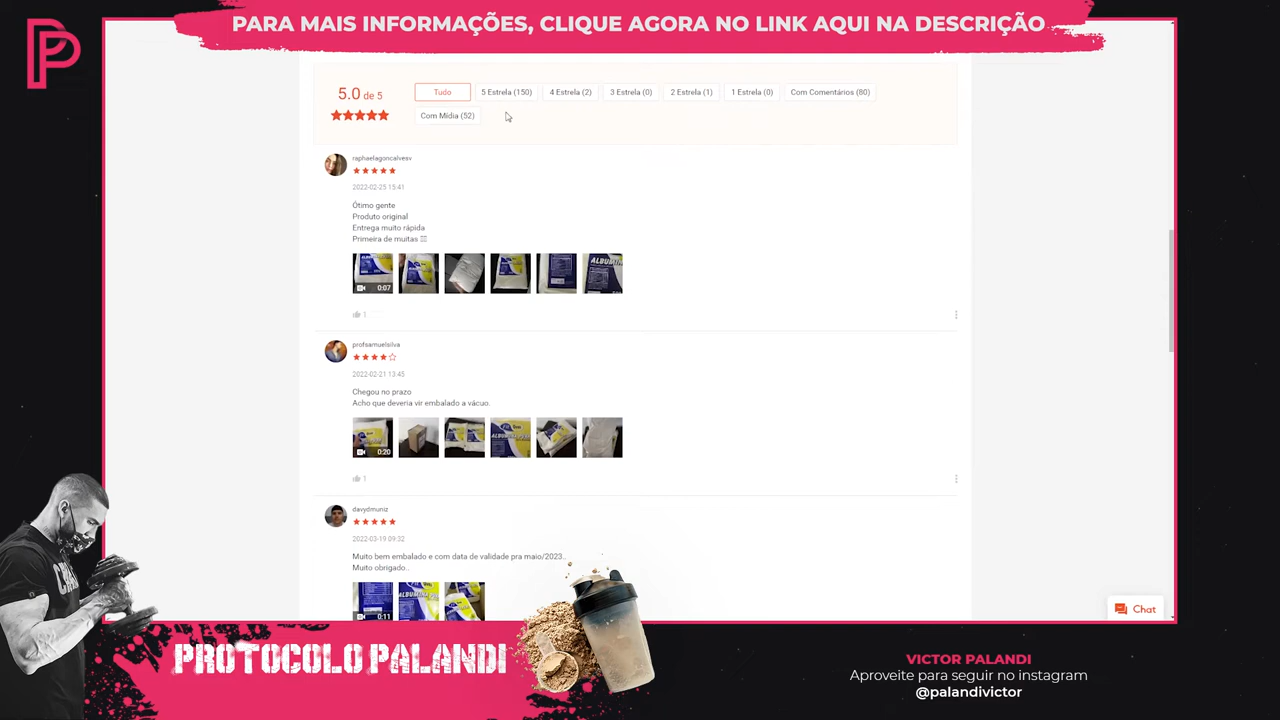 PARA MAIS INFORMAÇÕES, CLIQUE AGORA NO LINK AQUI NA DESCRIÇÃO
5.0 de 5
Tudo
5 Estrela (150)
4 Estrela (2)
3 Estrela (0)
2 Estrela (1)
1 Estrela (0)
Com Comentários (80)
Com Mídia (52)
raphaelagoncalvesv
2022-02-25 15:41
Ótimo gente
Produto original
Entrega muito rápida
Primeira de muitas
0:07
1
profsamuelsilva
2022-02-21 13:45
Chegou no prazo
Acho que deveria vir embalado a vácuo.
0:20
1
davydmuniz
2022-03-19 09:32
Muito bem embalado e com data de validade pra maio/2023..
Muito obrigado..
0:11
Chat
PROTOCOLO PALANDI
VICTOR PALANDI
Aproveite para seguir no instagram
@palandivictor